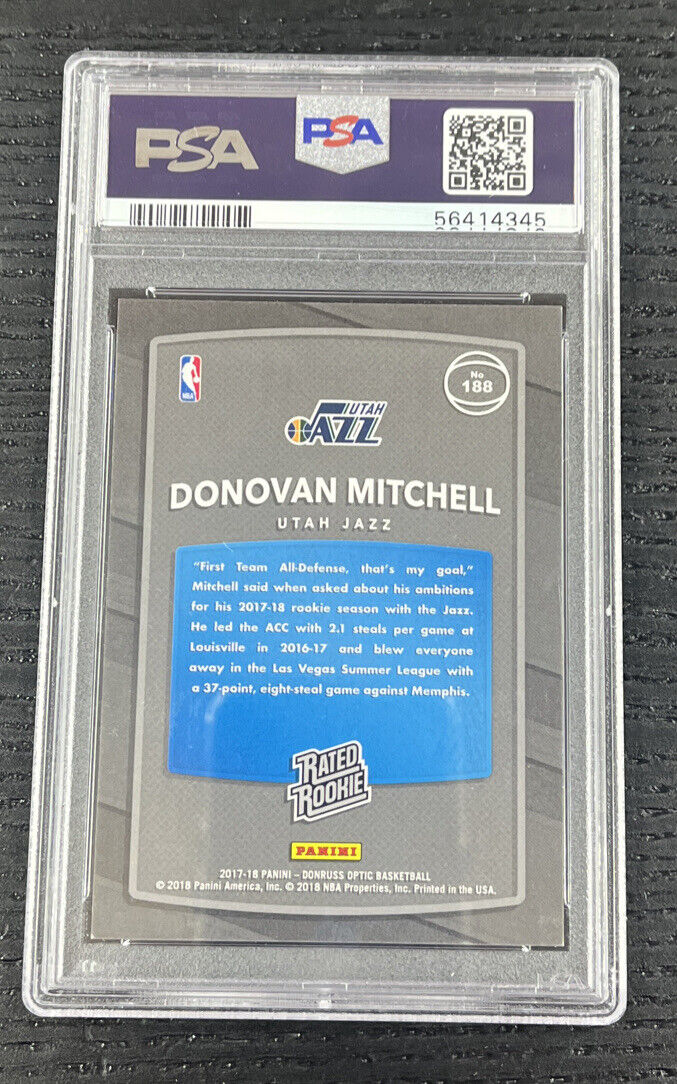 PSA
PSA
56414345
NBA
No
188
UTAH
JAZZ
DONOVAN MITCHELL
UTAH JAZZ
"First Team All-Defense, that's my goal,"
Mitchell said when asked about his ambitions
for his 2017-18 rookie season with the Jazz.
He led the ACC with 2.1 steals per game at
Louisville in 2016-17 and blew everyone
away in the Las Vegas Summer League with
a 37-point, eight-steal game against Memphis.
RATED
ROOKIE
PANINI
2017-18 PANINI – DONRUSS OPTIC BASKETBALL
© 2018 Panini America, Inc. © 2018 NBA Properties, Inc. Printed in the USA.